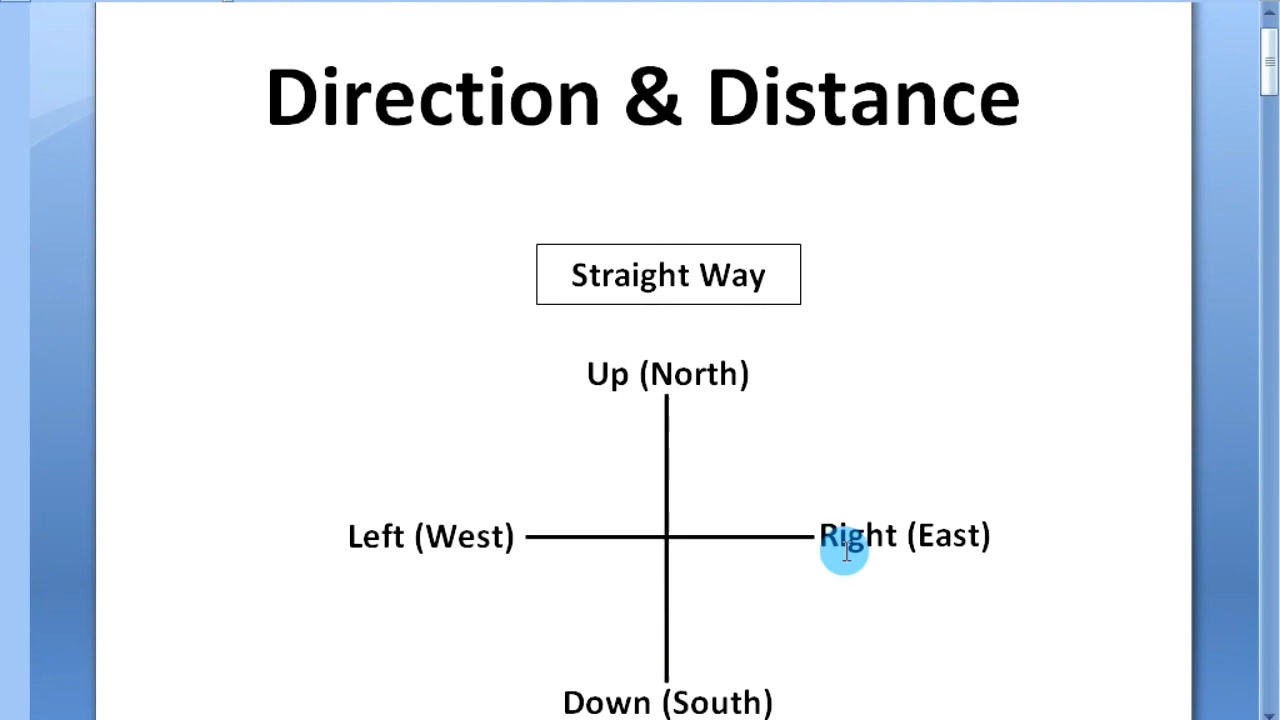 Direction & Distance
Straight Way
Up (North)
Left (West)
Right (East)
Down (South)